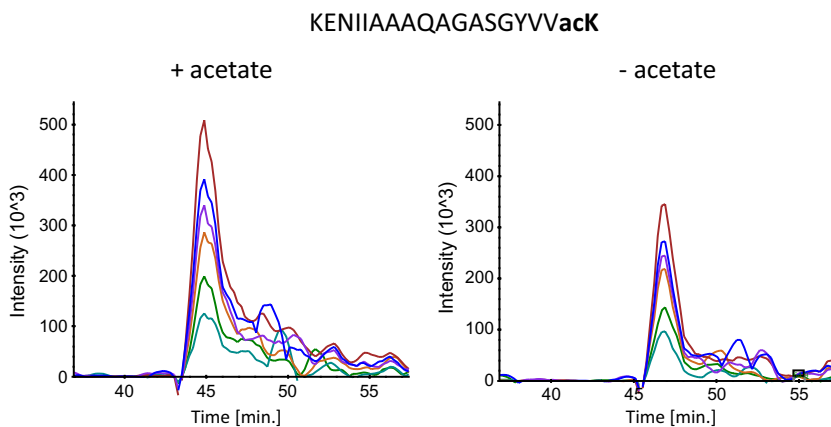 KENIIAAAQAGASGYVVacK
+ acetate
- acetate
Intensity (10^3)
500
400
300
200
100
0
40
45
50
55
Time [min.]
Intensity (10^3)
500
400
300
200
100
0
40
45
50
55
Time [min.]